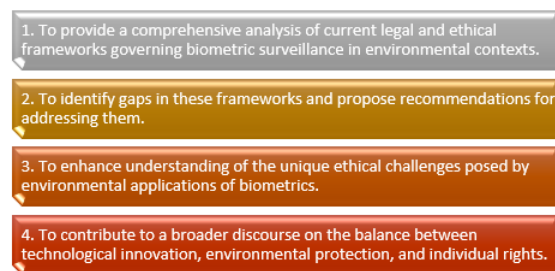 1. To provide a comprehensive analysis of current legal and ethical
frameworks governing biometric surveillance in environmental contexts.
2. To identify gaps in these frameworks and propose recommendations for
addressing them.
3. To enhance understanding of the unique ethical challenges posed by
environmental applications of biometrics.
4. To contribute to a broader discourse on the balance between
technological innovation, environmental protection, and individual rights.